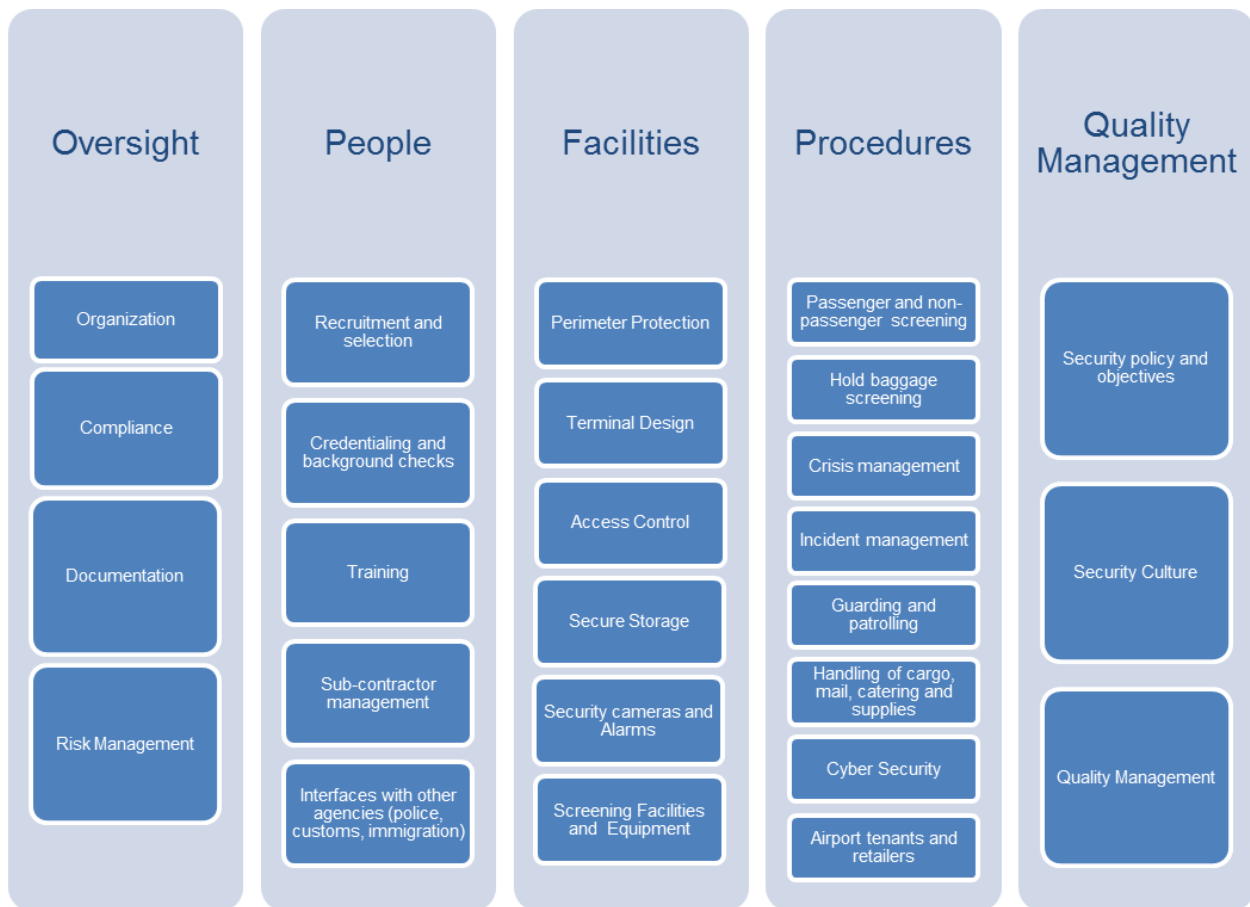 Oversight
Organization
Compliance
Documentation
Risk Management
People
Recruitment and
selection
Credentialing and
background checks
Training
Sub-contractor
management
Interfaces with other
agencies (police,
customs, immigration)
Facilities
Perimeter Protection
Terminal Design
Access Control
Secure Storage
Security cameras and
Alarms
Screening Facilities
and Equipment
Procedures
Passenger and non-
passenger screening
Hold baggage
screening
Crisis management
Incident management
Guarding and
patrolling
Handling of cargo,
mail, catering and
supplies
Cyber Security
Airport tenants and
retailers
Quality
Management
Security policy and
objectives
Security Culture
Quality Management